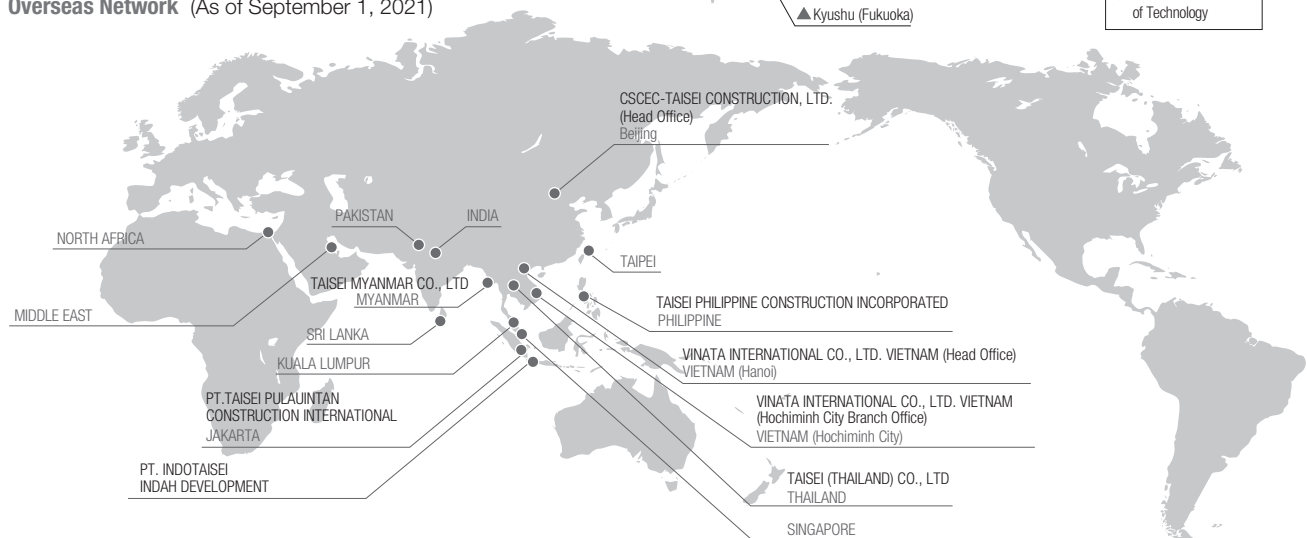 Overseas Network (As of September 1, 2021)
▲ Kyushu (Fukuoka)
of Technology
CSCEC-TAISEI CONSTRUCTION, LTD.
(Head Office)
Beijing
PAKISTAN
INDIA
NORTH AFRICA
TAIPEI
TAISEI MYANMAR CO., LTD
MYANMAR
TAISEI PHILIPPINE CONSTRUCTION INCORPORATED
PHILIPPINE
MIDDLE EAST
SRI LANKA
KUALA LUMPUR
VINATA INTERNATIONAL CO., LTD. VIETNAM (Head Office)
VIETNAM (Hanoi)
PT.TAISEI PULAUINTAN
CONSTRUCTION INTERNATIONAL
JAKARTA
VINATA INTERNATIONAL CO., LTD. VIETNAM
(Hochiminh City Branch Office)
VIETNAM (Hochiminh City)
PT. INDOTAISEI
INDAH DEVELOPMENT
TAISEI (THAILAND) CO., LTD
THAILAND
SINGAPORE